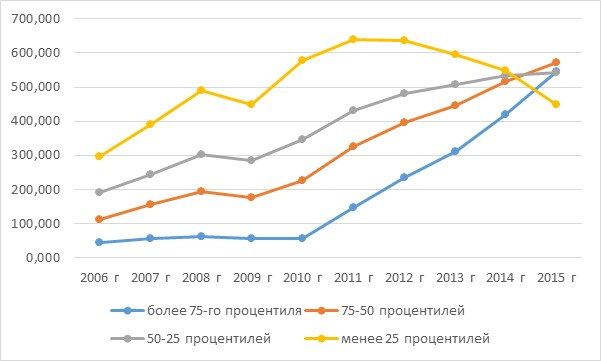 700,000
600,000
500,000
400,000
300,000
200,000
100,000
0,000
2006 г 2007 г 2008 г 2009 г 2010 г 2011 г 2012 г 2013 г 2014 г 2015 г
более 75-го процентиля 75-50 процентилей
50-25 процентилей менее 25 процентилей